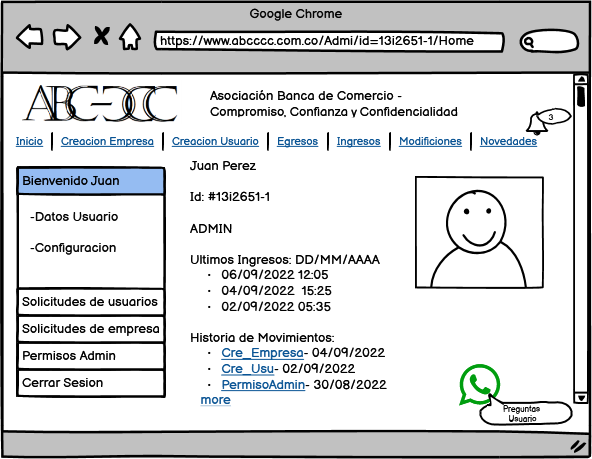 Google Chrome
https://www.abcccc.com.co/Admi/id=13i2651-1/Home
ABC-CCC
Asociación Banca de Comercio -
Compromiso, Confianza y Confidencialidad
3
Inicio
Creacion Empresa
Creacion Usuario
Egresos
Ingresos
Modificiones
Novedades
Bienvenido Juan
-Datos Usuario
-Configuracion
Solicitudes de usuarios
Solicitudes de empresa
Permisos Admin
Cerrar Sesion
Juan Perez
Id: #13i2651-1
ADMIN
Ultimos Ingresos: DD/MM/AAAA
• 06/09/2022 12:05
• 04/09/2022 15:25
• 02/09/2022 05:35
Historia de Movimientos:
• Cre_Empresa- 04/09/2022
• Cre_Usu- 02/09/2022
• PermisoAdmin- 30/08/2022
more
Preguntas
Usuario